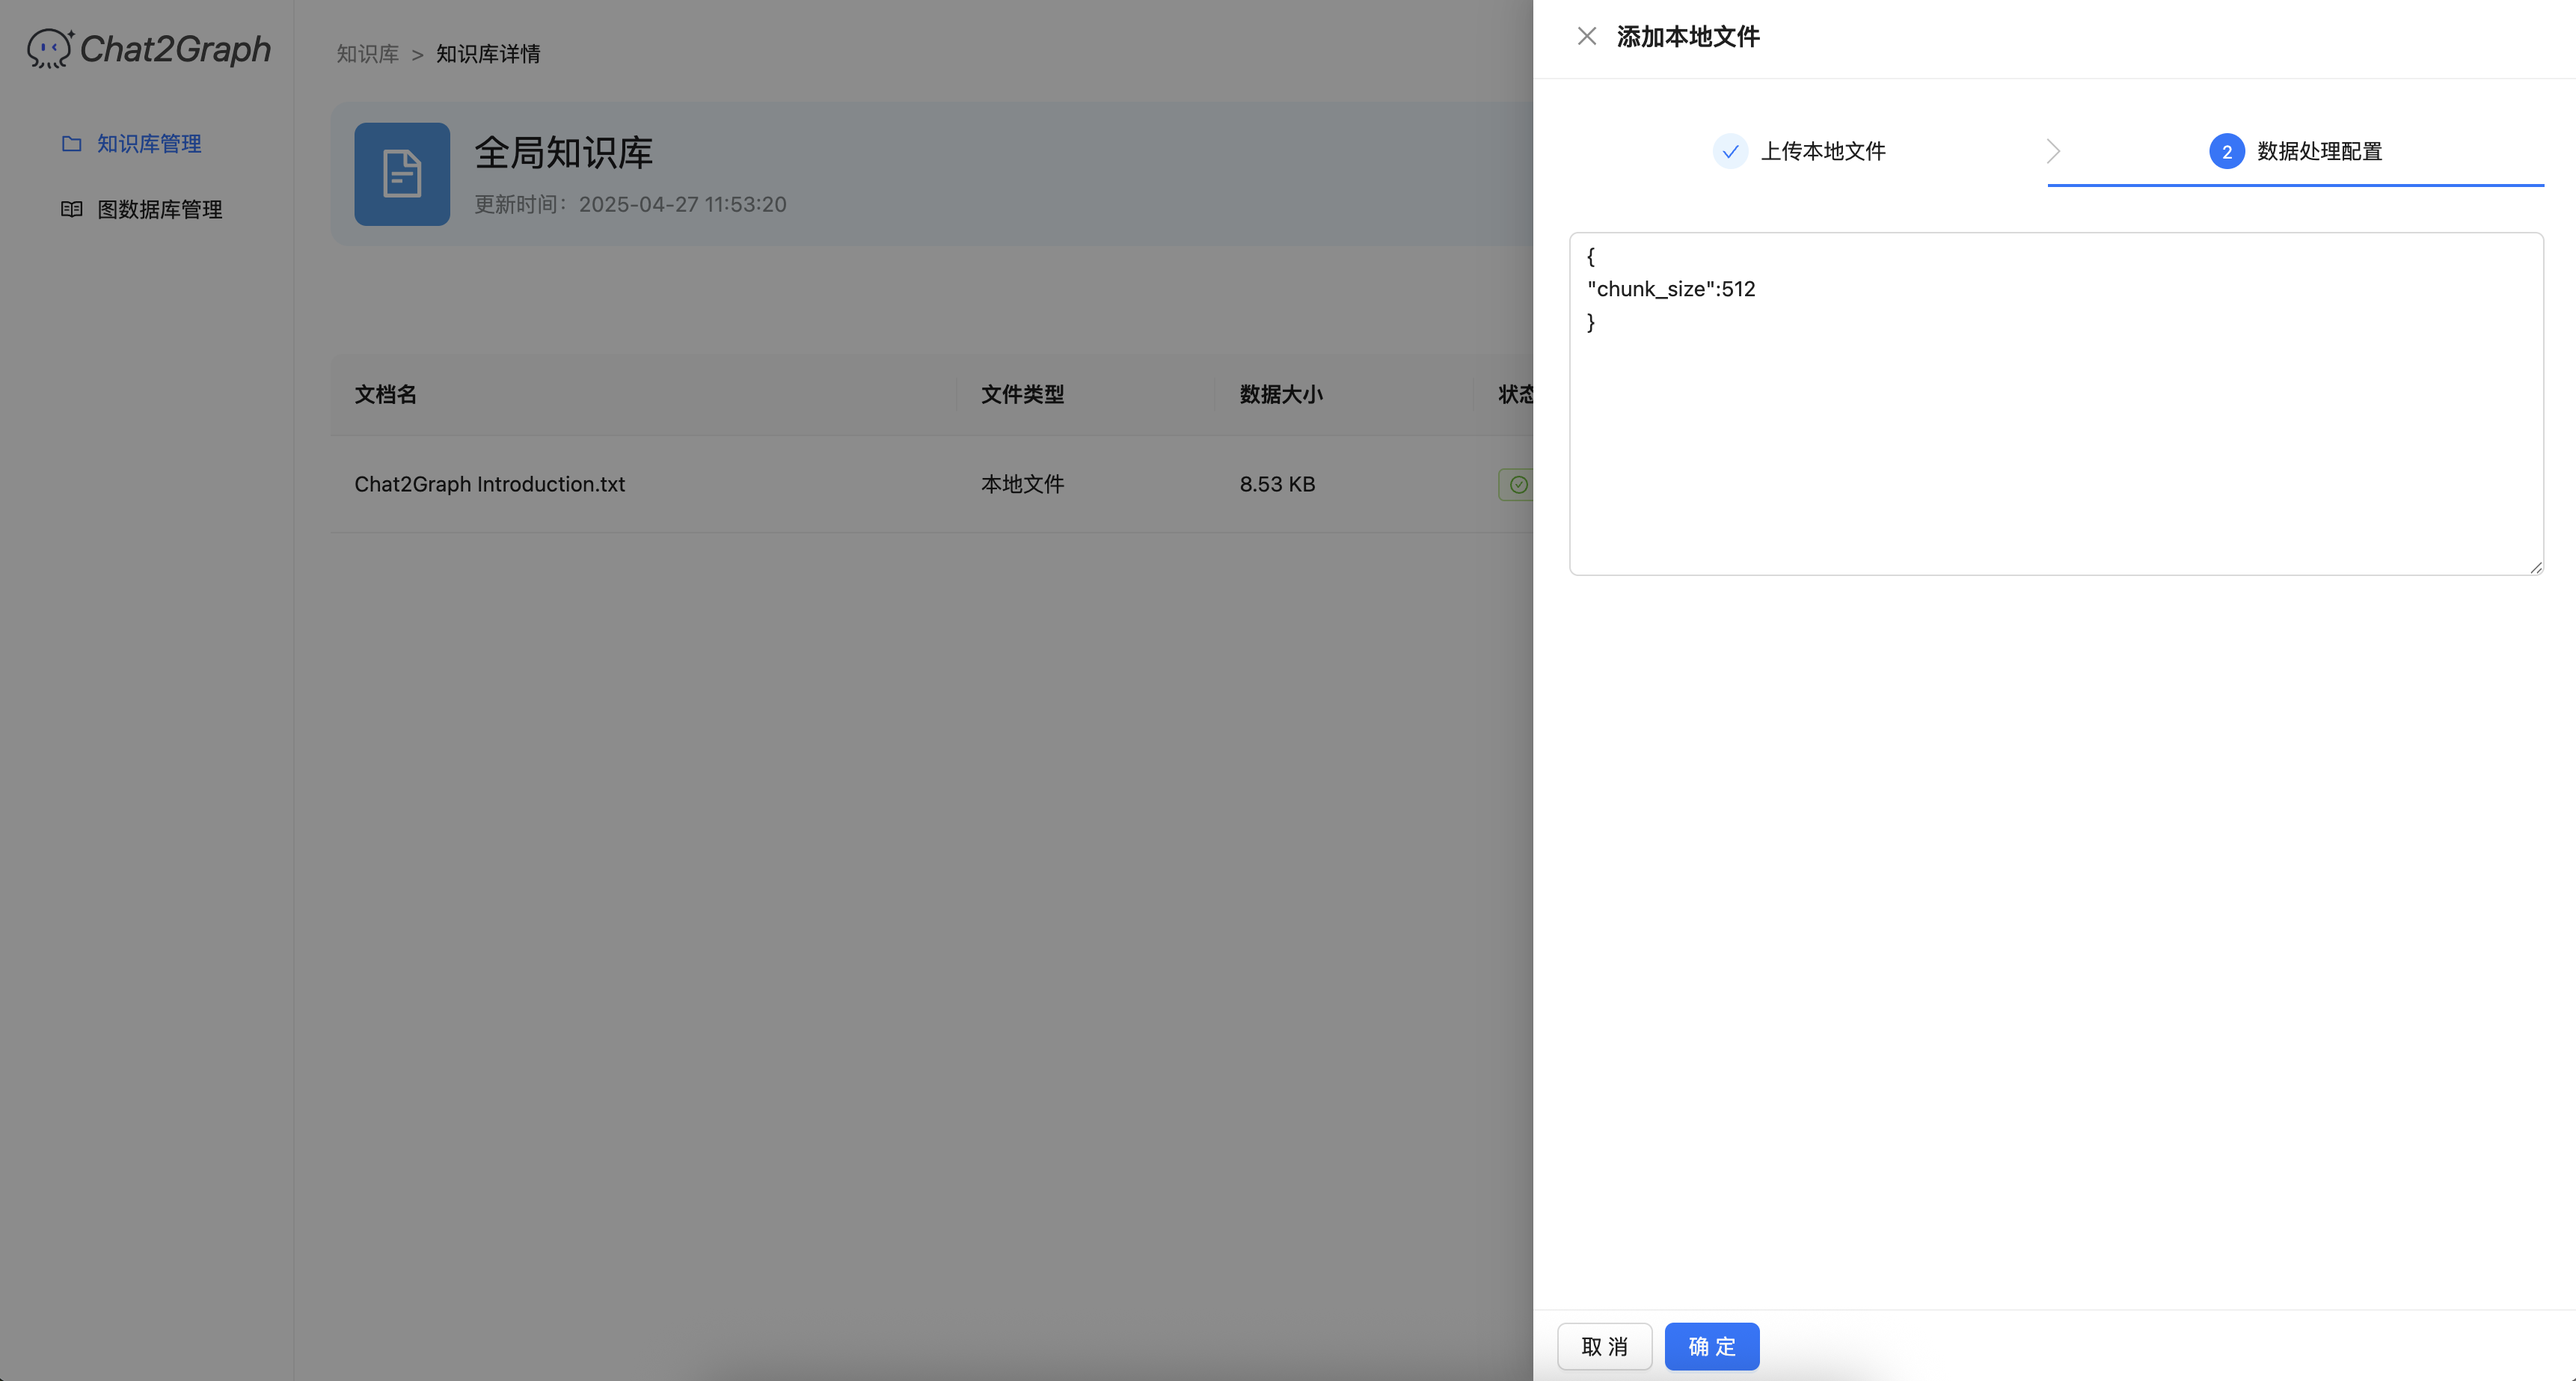 Chat2Graph
知识库管理
图数据库管理
知识库 > 知识库详情
全局知识库
更新时间：2025-04-27 11:53:20
文档名 文件类型 数据大小 状态
Chat2Graph Introduction.txt 本地文件 8.53 KB
添加本地文件
上传本地文件
2 数据处理配置
{
"chunk_size":512
}
取 消
确 定